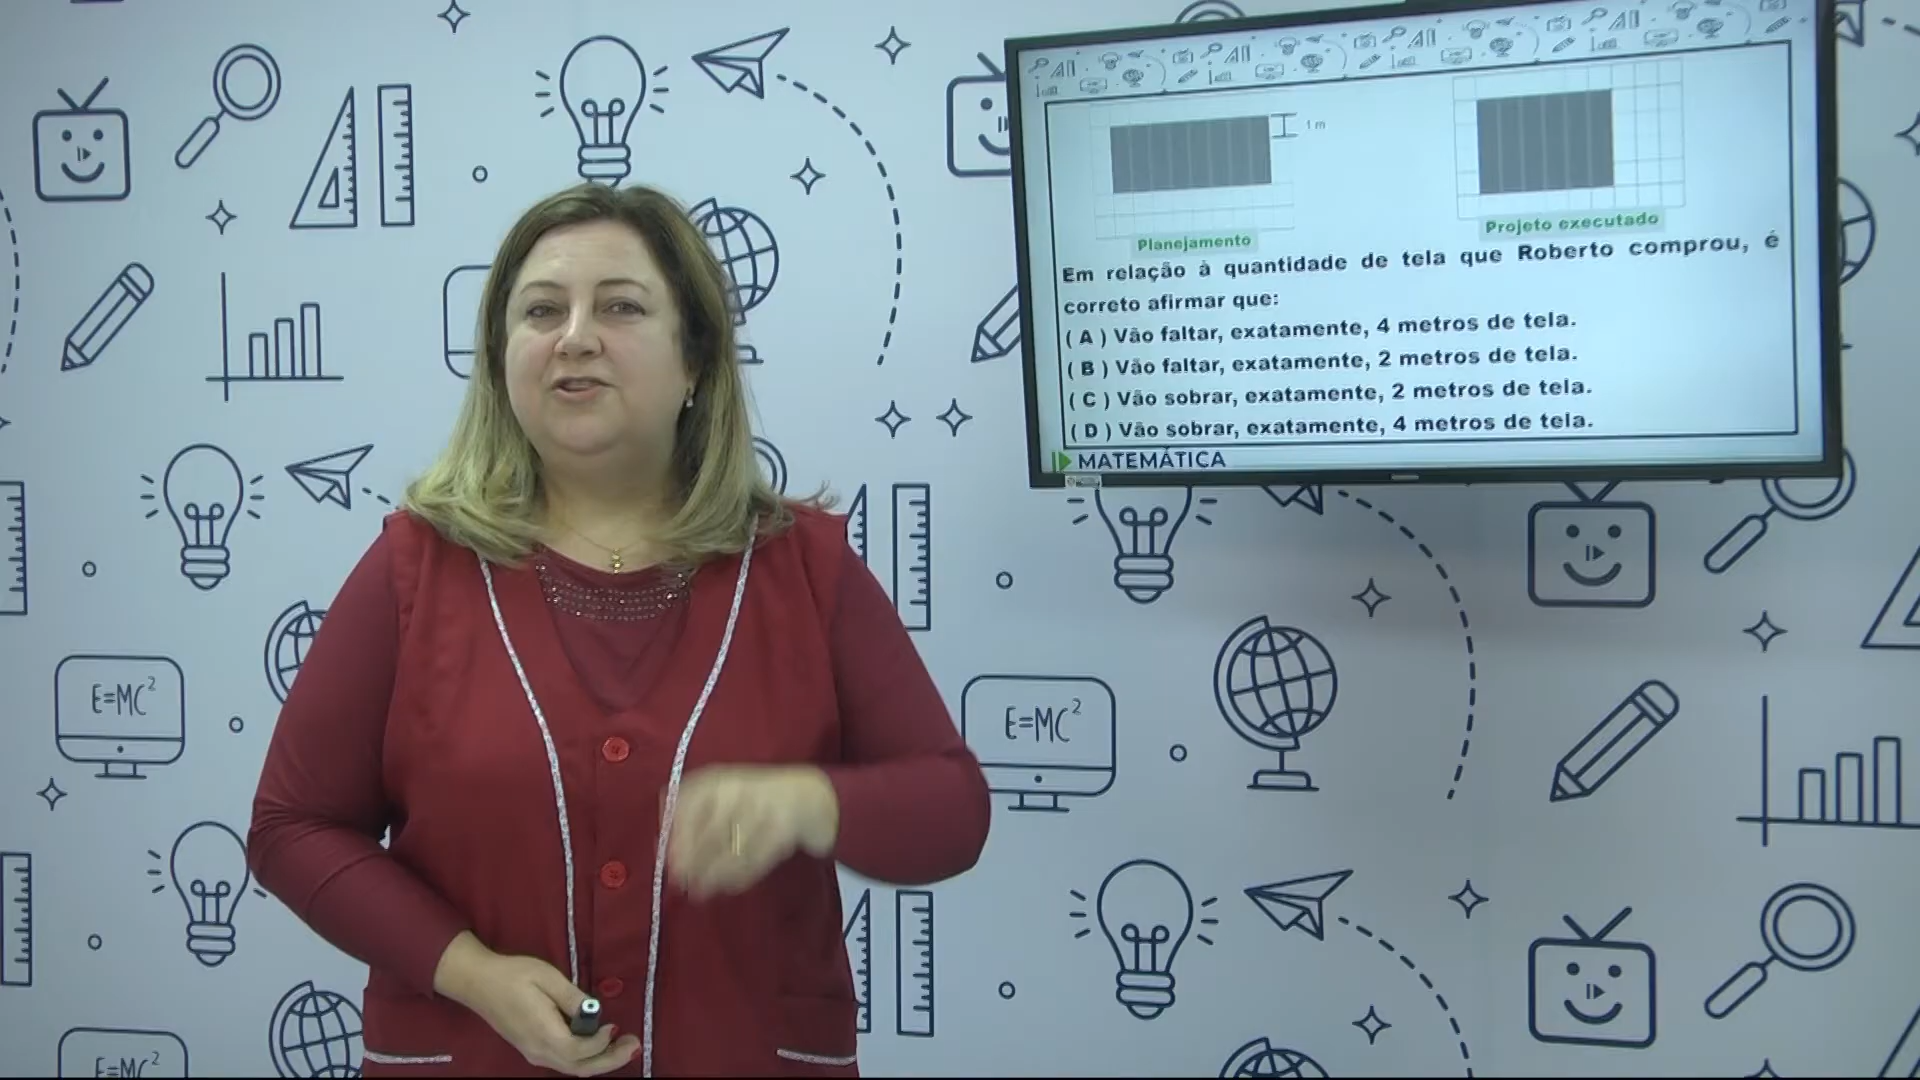 1 m
Planejamento
Projeto executado
Em relação à quantidade de tela que Roberto comprou, é
correto afirmar que:
( A ) Vão faltar, exatamente, 4 metros de tela.
( B ) Vão faltar, exatamente, 2 metros de tela.
( C ) Vão sobrar, exatamente, 2 metros de tela.
( D ) Vão sobrar, exatamente, 4 metros de tela.
MATEMÁTICA
E=MC²
E=MC²
E=MC²